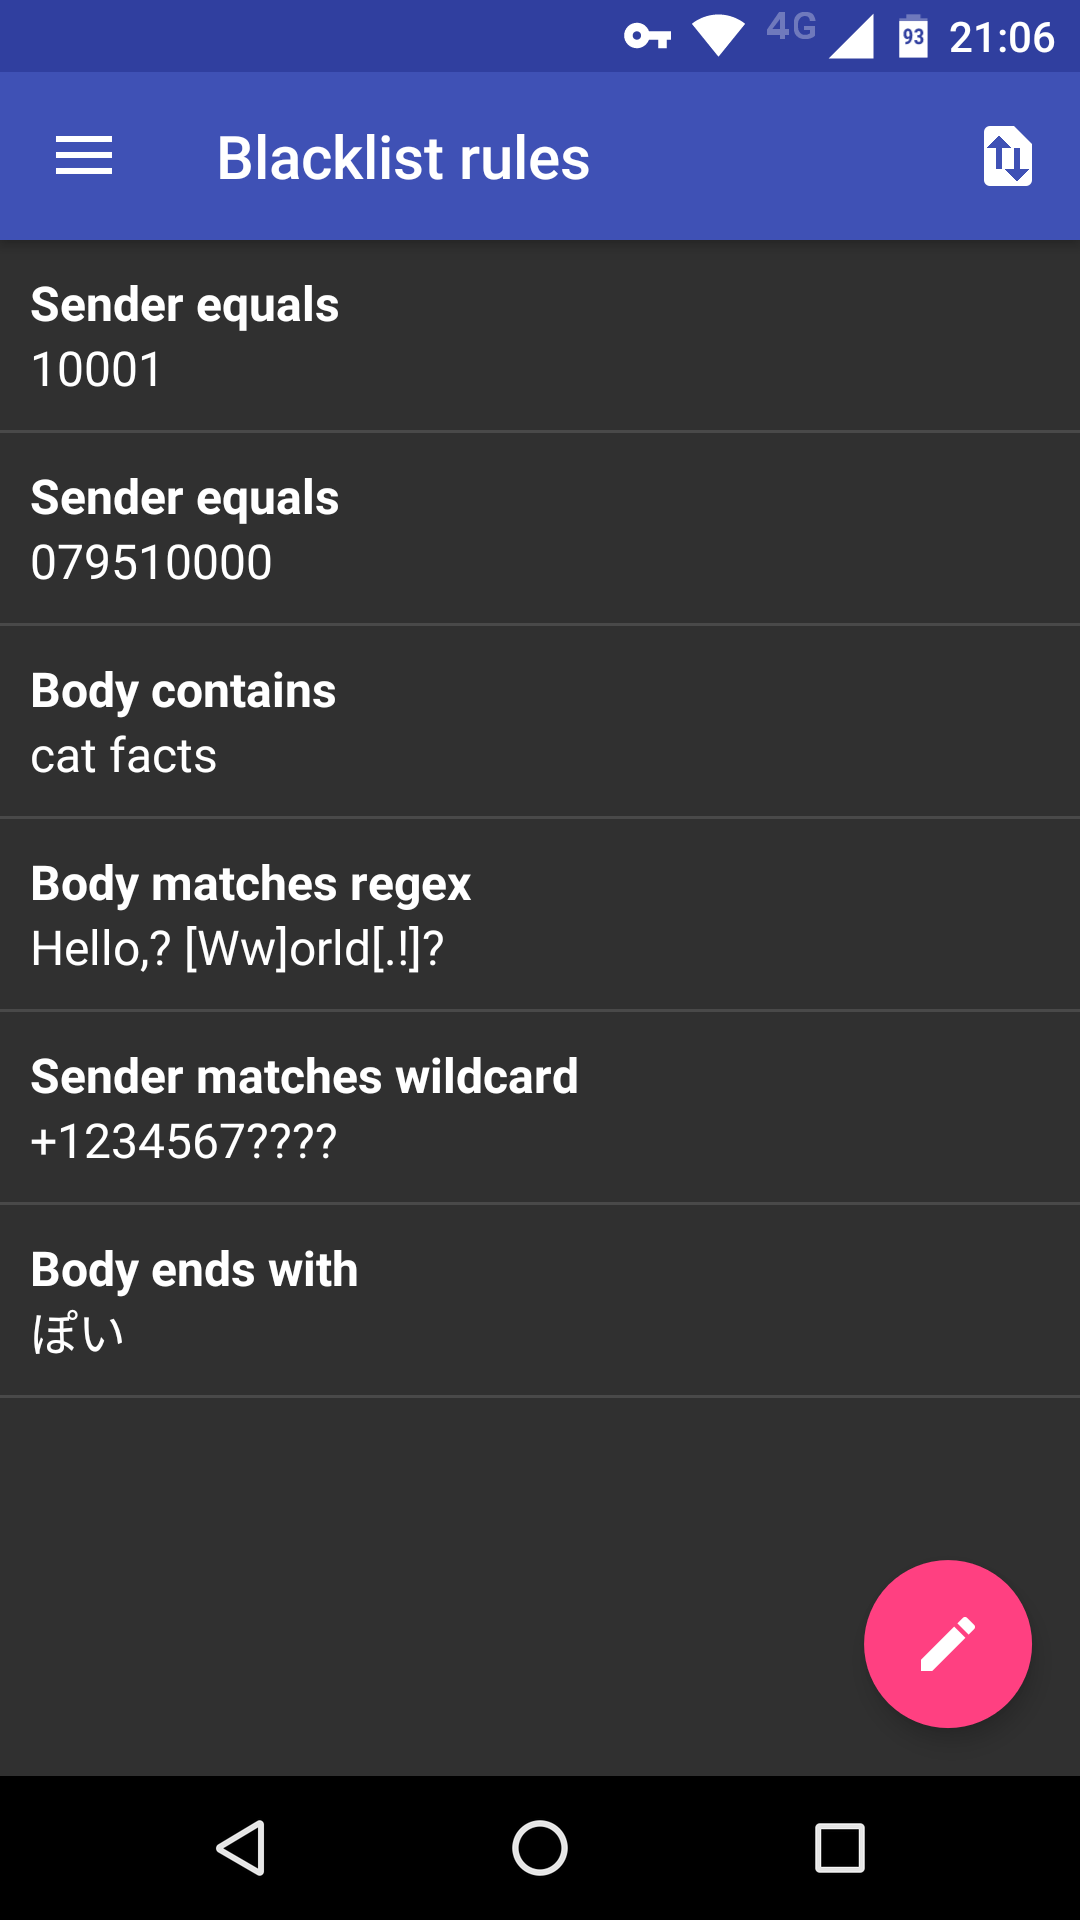 4G 93 21:06
Blacklist rules
Sender equals
10001
Sender equals
079510000
Body contains
cat facts
Body matches regex
Hello,? [Ww]orld[.!]?
Sender matches wildcard
+1234567????
Body ends with
ぽい